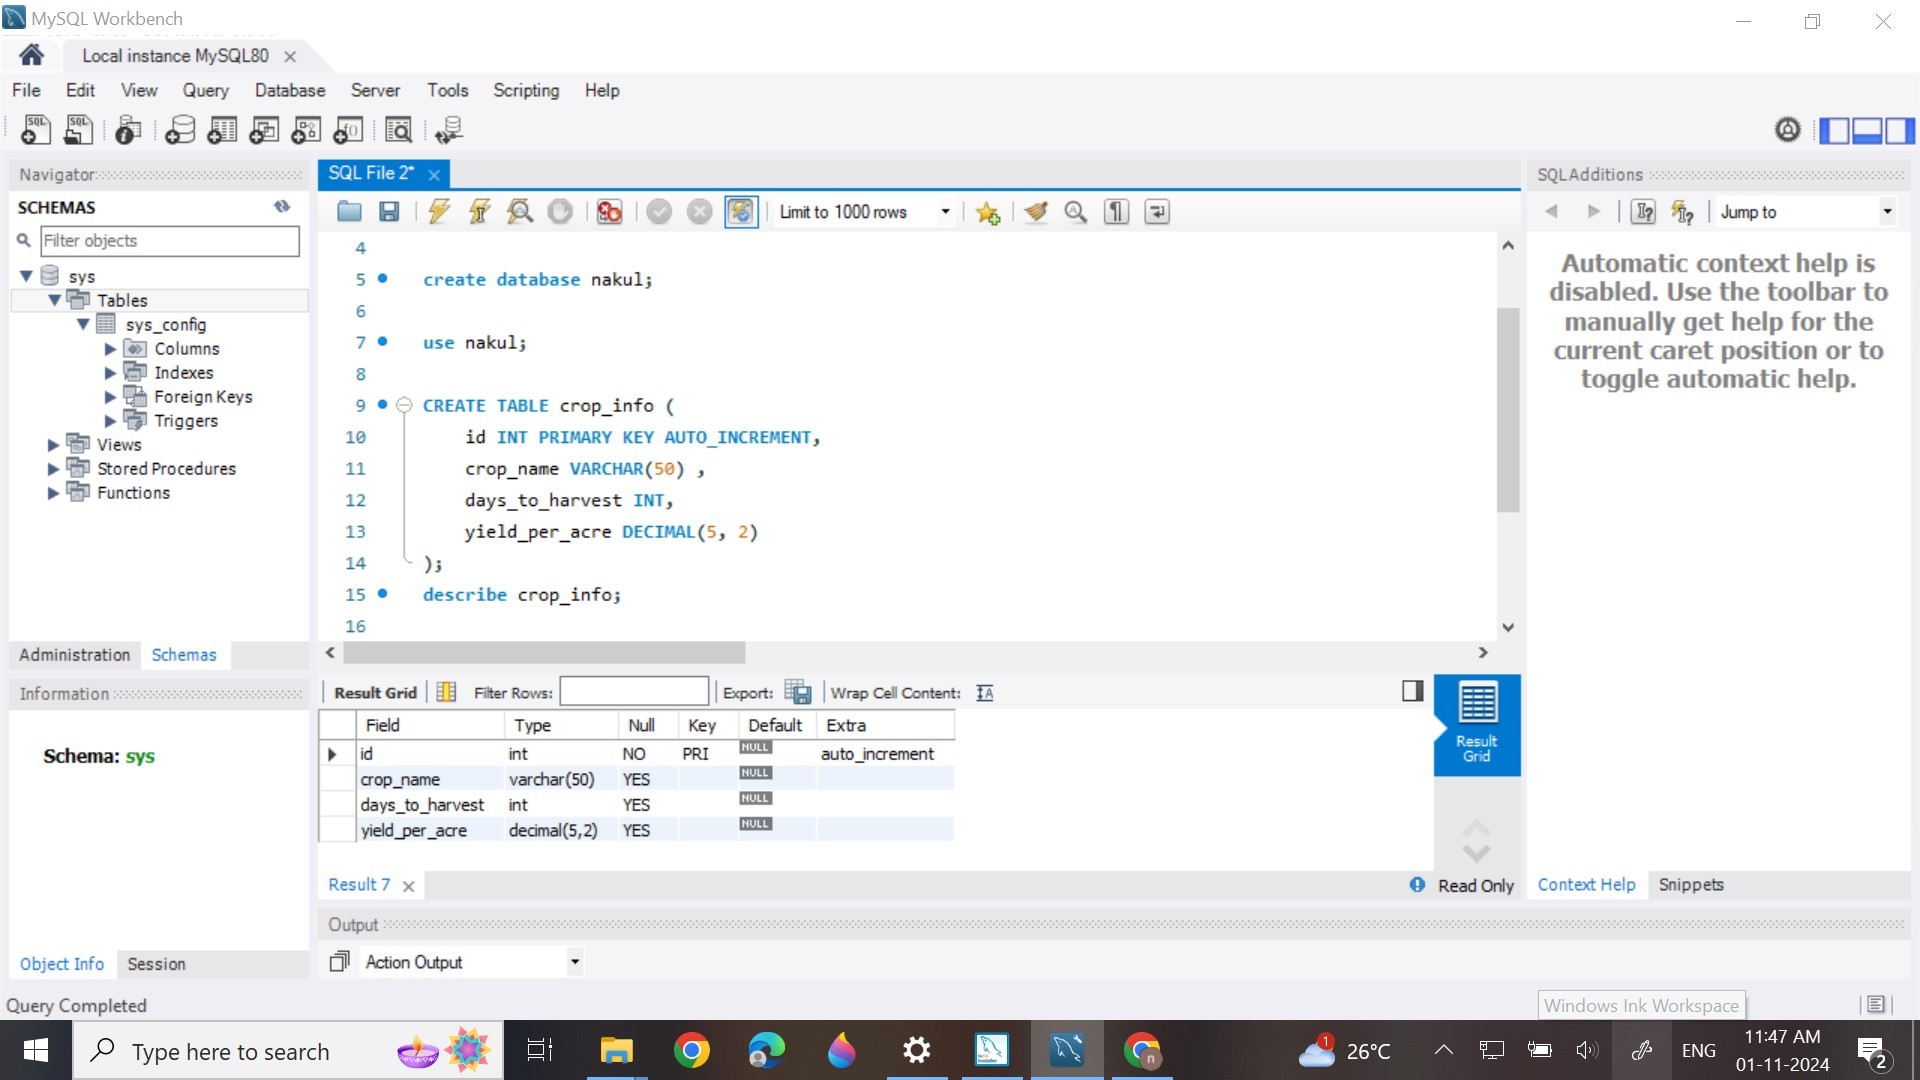 MySQL Workbench
Local instance MySQL80
File Edit View Query Database Server Tools Scripting Help
Navigator
SCHEMAS
Filter objects
sys
Tables
sys_config
Columns
Indexes
Foreign Keys
Triggers
Views
Stored Procedures
Functions
Administration Schemas
Information
Schema: sys
Object Info Session
Query Completed
SQL File 2*
Limit to 1000 rows
4
5 create database nakul;
6
7 use nakul;
8
9 CREATE TABLE crop_info (
10 id INT PRIMARY KEY AUTO_INCREMENT,
11 crop_name VARCHAR(50) ,
12 days_to_harvest INT,
13 yield_per_acre DECIMAL(5, 2)
14 );
15 describe crop_info;
16
Result Grid Filter Rows: Export: Wrap Cell Content:
Field Type Null Key Default Extra
id int NO PRI NULL auto_increment
crop_name varchar(50) YES NULL
days_to_harvest int YES NULL
yield_per_acre decimal(5,2) YES NULL
Result
Grid
Result 7
Read Only
Output
Action Output
SQLAdditions
Jump to
Automatic context help is
disabled. Use the toolbar to
manually get help for the
current caret position or to
toggle automatic help.
Context Help Snippets
Windows Ink Workspace
Type here to search
n
1
26°C
ENG
11:47 AM
01-11-2024
2